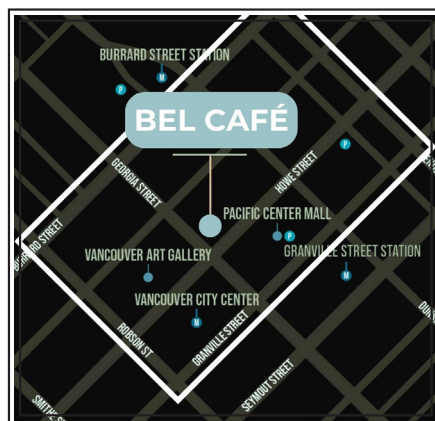 BURRARD STREET STATION
M
P
BEL CAFÉ
P
GEORGIA STREET
HOWE STREET
PACIFIC CENTER MALL
P
BURRARD STREET
VANCOUVER ART GALLERY
GRANVILLE STREET STATION
M
VANCOUVER CITY CENTER
M
ROBSON ST
GRANVILLE STREET
SEYMOUT STREET